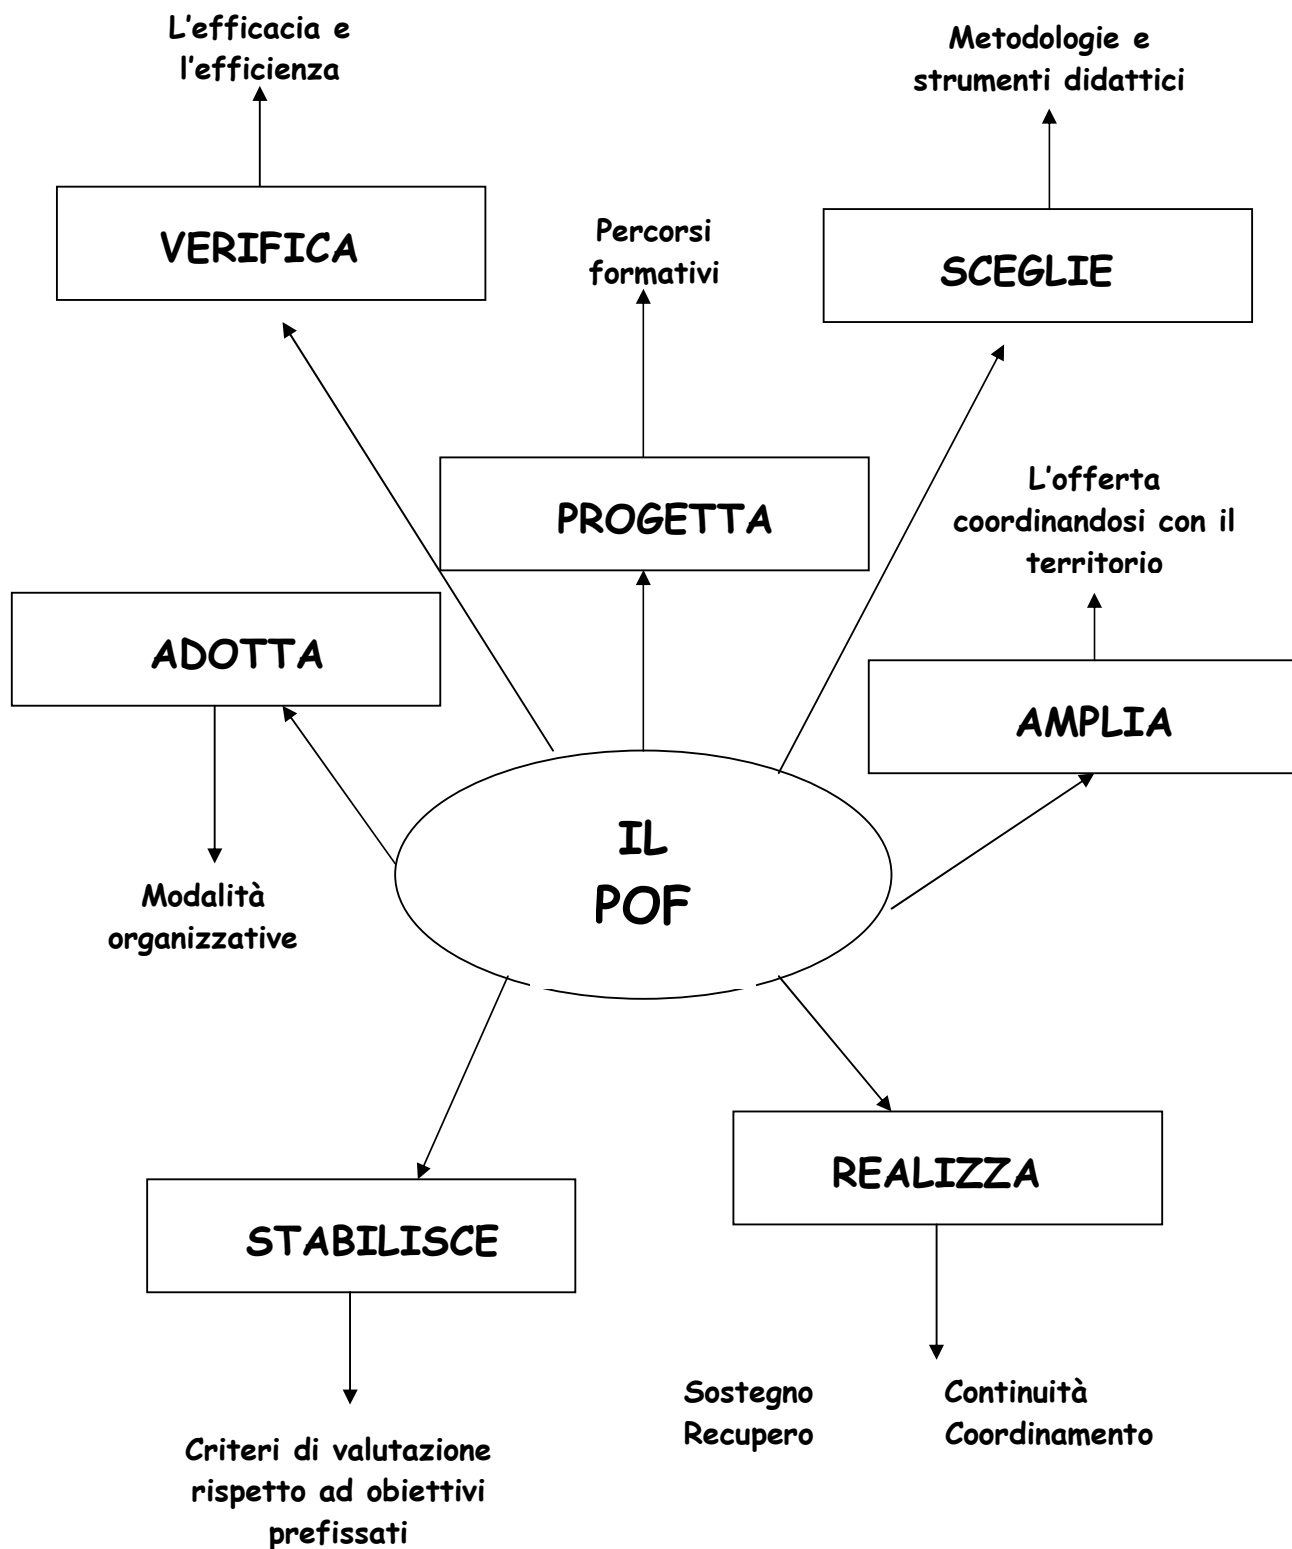 L'efficacia e
l'efficienza
Metodologie e
strumenti didattici
VERIFICA
Percorsi
formativi
SCEGLIE
PROGETTA
L'offerta
coordinandosi con il
territorio
ADOTTA
AMPLIA
IL
POF
Modalità
organizzative
REALIZZA
STABILISCE
Sostegno Continuità
Recupero Coordinamento
Criteri di valutazione
rispetto ad obiettivi
prefissati